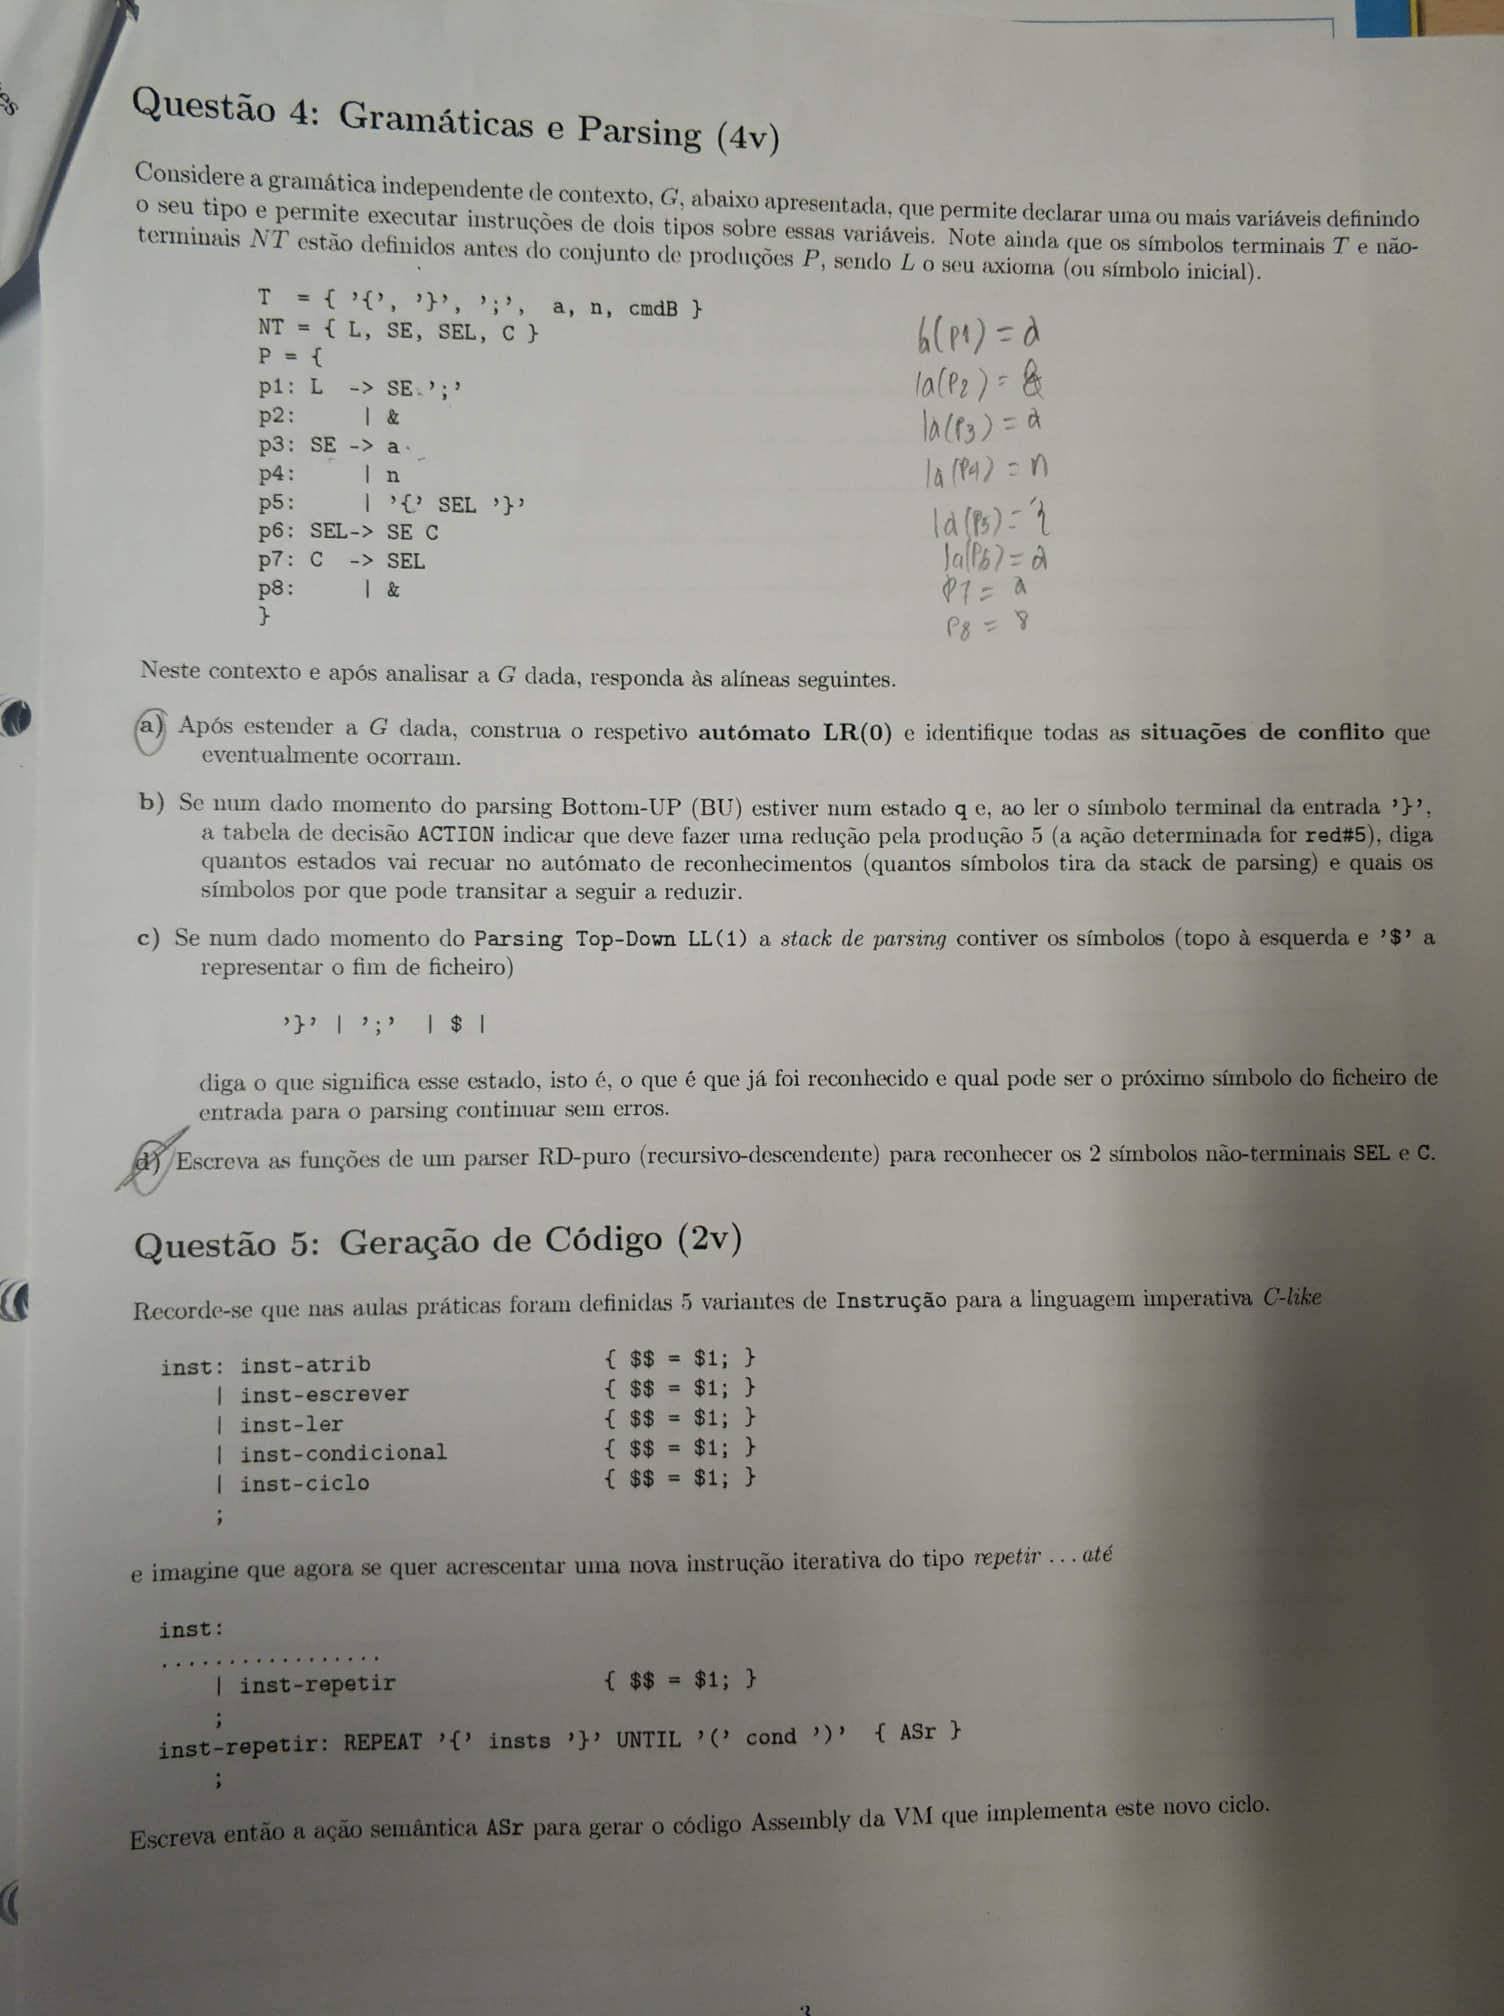 Questão 4: Gramáticas e Parsing (4v)
Considere a gramática independente de contexto, G, abaixo apresentada, que permite declarar uma ou mais variáveis definindo
o seu tipo e permite executar instruções de dois tipos sobre essas variáveis. Note ainda que os símbolos terminais T e não-
terminais NT estão definidos antes do conjunto de produções P, sendo L o seu axioma (ou símbolo inicial).
T = { '{', '}', ';', a, n, cmdB }
NT = { L, SE, SEL, C }
P = {
p1: L -> SE ';'
p2: | &
p3: SE -> a
p4: | n
p5: | '{' SEL '}'
p6: SEL-> SE C
p7: C -> SEL
p8: | &
}
la(P2) = &
la(P3) = a
la(P4) = n
la(P5) = '{
la(P6) = a
P7 = a
Neste contexto e após analisar a G dada, responda às alíneas seguintes.
a) Após estender a G dada, construa o respetivo autómato LR(0) e identifique todas as situações de conflito que
eventualmente ocorram.
b) Se num dado momento do parsing Bottom-UP (BU) estiver num estado q e, ao ler o símbolo terminal da entrada '}',
a tabela de decisão ACTION indicar que deve fazer uma redução pela produção 5 (a ação determinada for red#5), diga
quantos estados vai recuar no autómato de reconhecimentos (quantos símbolos tira da stack de parsing) e quais os
símbolos por que pode transitar a seguir a reduzir.
c) Se num dado momento do Parsing Top-Down LL(1) a stack de parsing contiver os símbolos (topo à esquerda e '$' a
representar o fim de ficheiro)
'}' | ';' | $ |
diga o que significa esse estado, isto é, o que é que já foi reconhecido e qual pode ser o próximo símbolo do ficheiro de
entrada para o parsing continuar sem erros.
d) Escreva as funções de um parser RD-puro (recursivo-descendente) para reconhecer os 2 símbolos não-terminais SEL e C.
Questão 5: Geração de Código (2v)
Recorde-se que nas aulas práticas foram definidas 5 variantes de Instrução para a linguagem imperativa C-like
inst: inst-atrib { $$ = $1; }
| inst-escrever { $$ = $1; }
| inst-ler { $$ = $1; }
| inst-condicional { $$ = $1; }
| inst-ciclo { $$ = $1; }
;
e imagine que agora se quer acrescentar uma nova instrução iterativa do tipo repetir ... até
inst:
.................
| inst-repetir { $$ = $1; }
;
inst-repetir: REPEAT '{' insts '}' UNTIL '(' cond ')' { ASr }
;
Escreva então a ação semântica ASr para gerar o código Assembly da VM que implementa este novo ciclo.